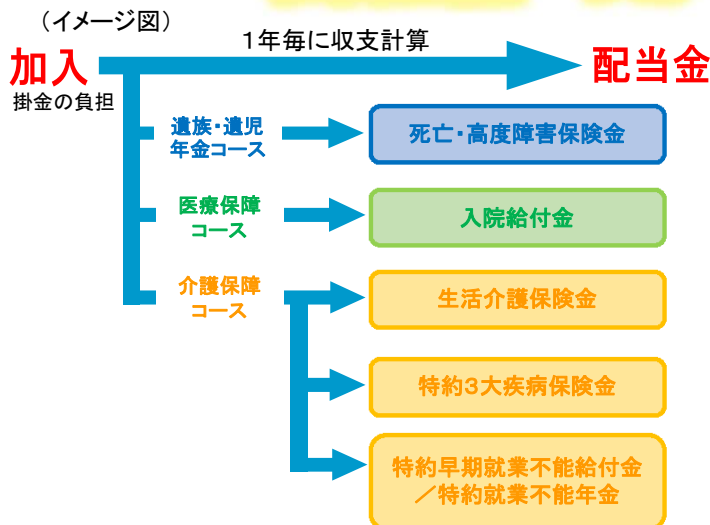 （イメージ図）
1年毎に収支計算
加入
配当金
掛金の負担
遺族・遺児
年金コース
死亡・高度障害保険金
医療保障
コース
入院給付金
介護保障
コース
生活介護保険金
特約３大疾病保険金
特約早期就業不能給付金
／特約就業不能年金